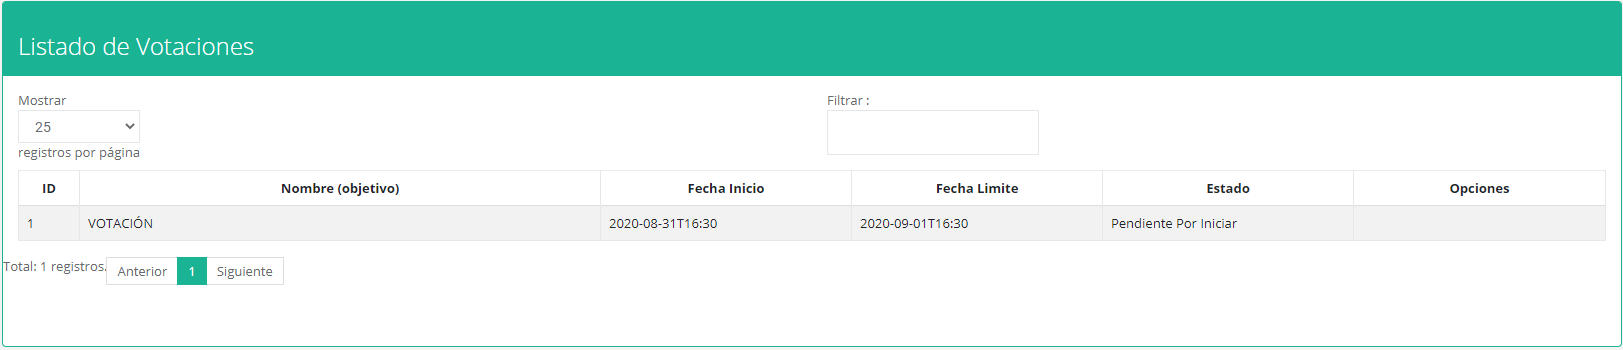 Listado de Votaciones
Mostrar
25
registros por página
Filtrar :
ID Nombre (objetivo) Fecha Inicio Fecha Limite Estado Opciones
1 VOTACIÓN 2020-08-31T16:30 2020-09-01T16:30 Pendiente Por Iniciar
Total: 1 registros. Anterior 1 Siguiente